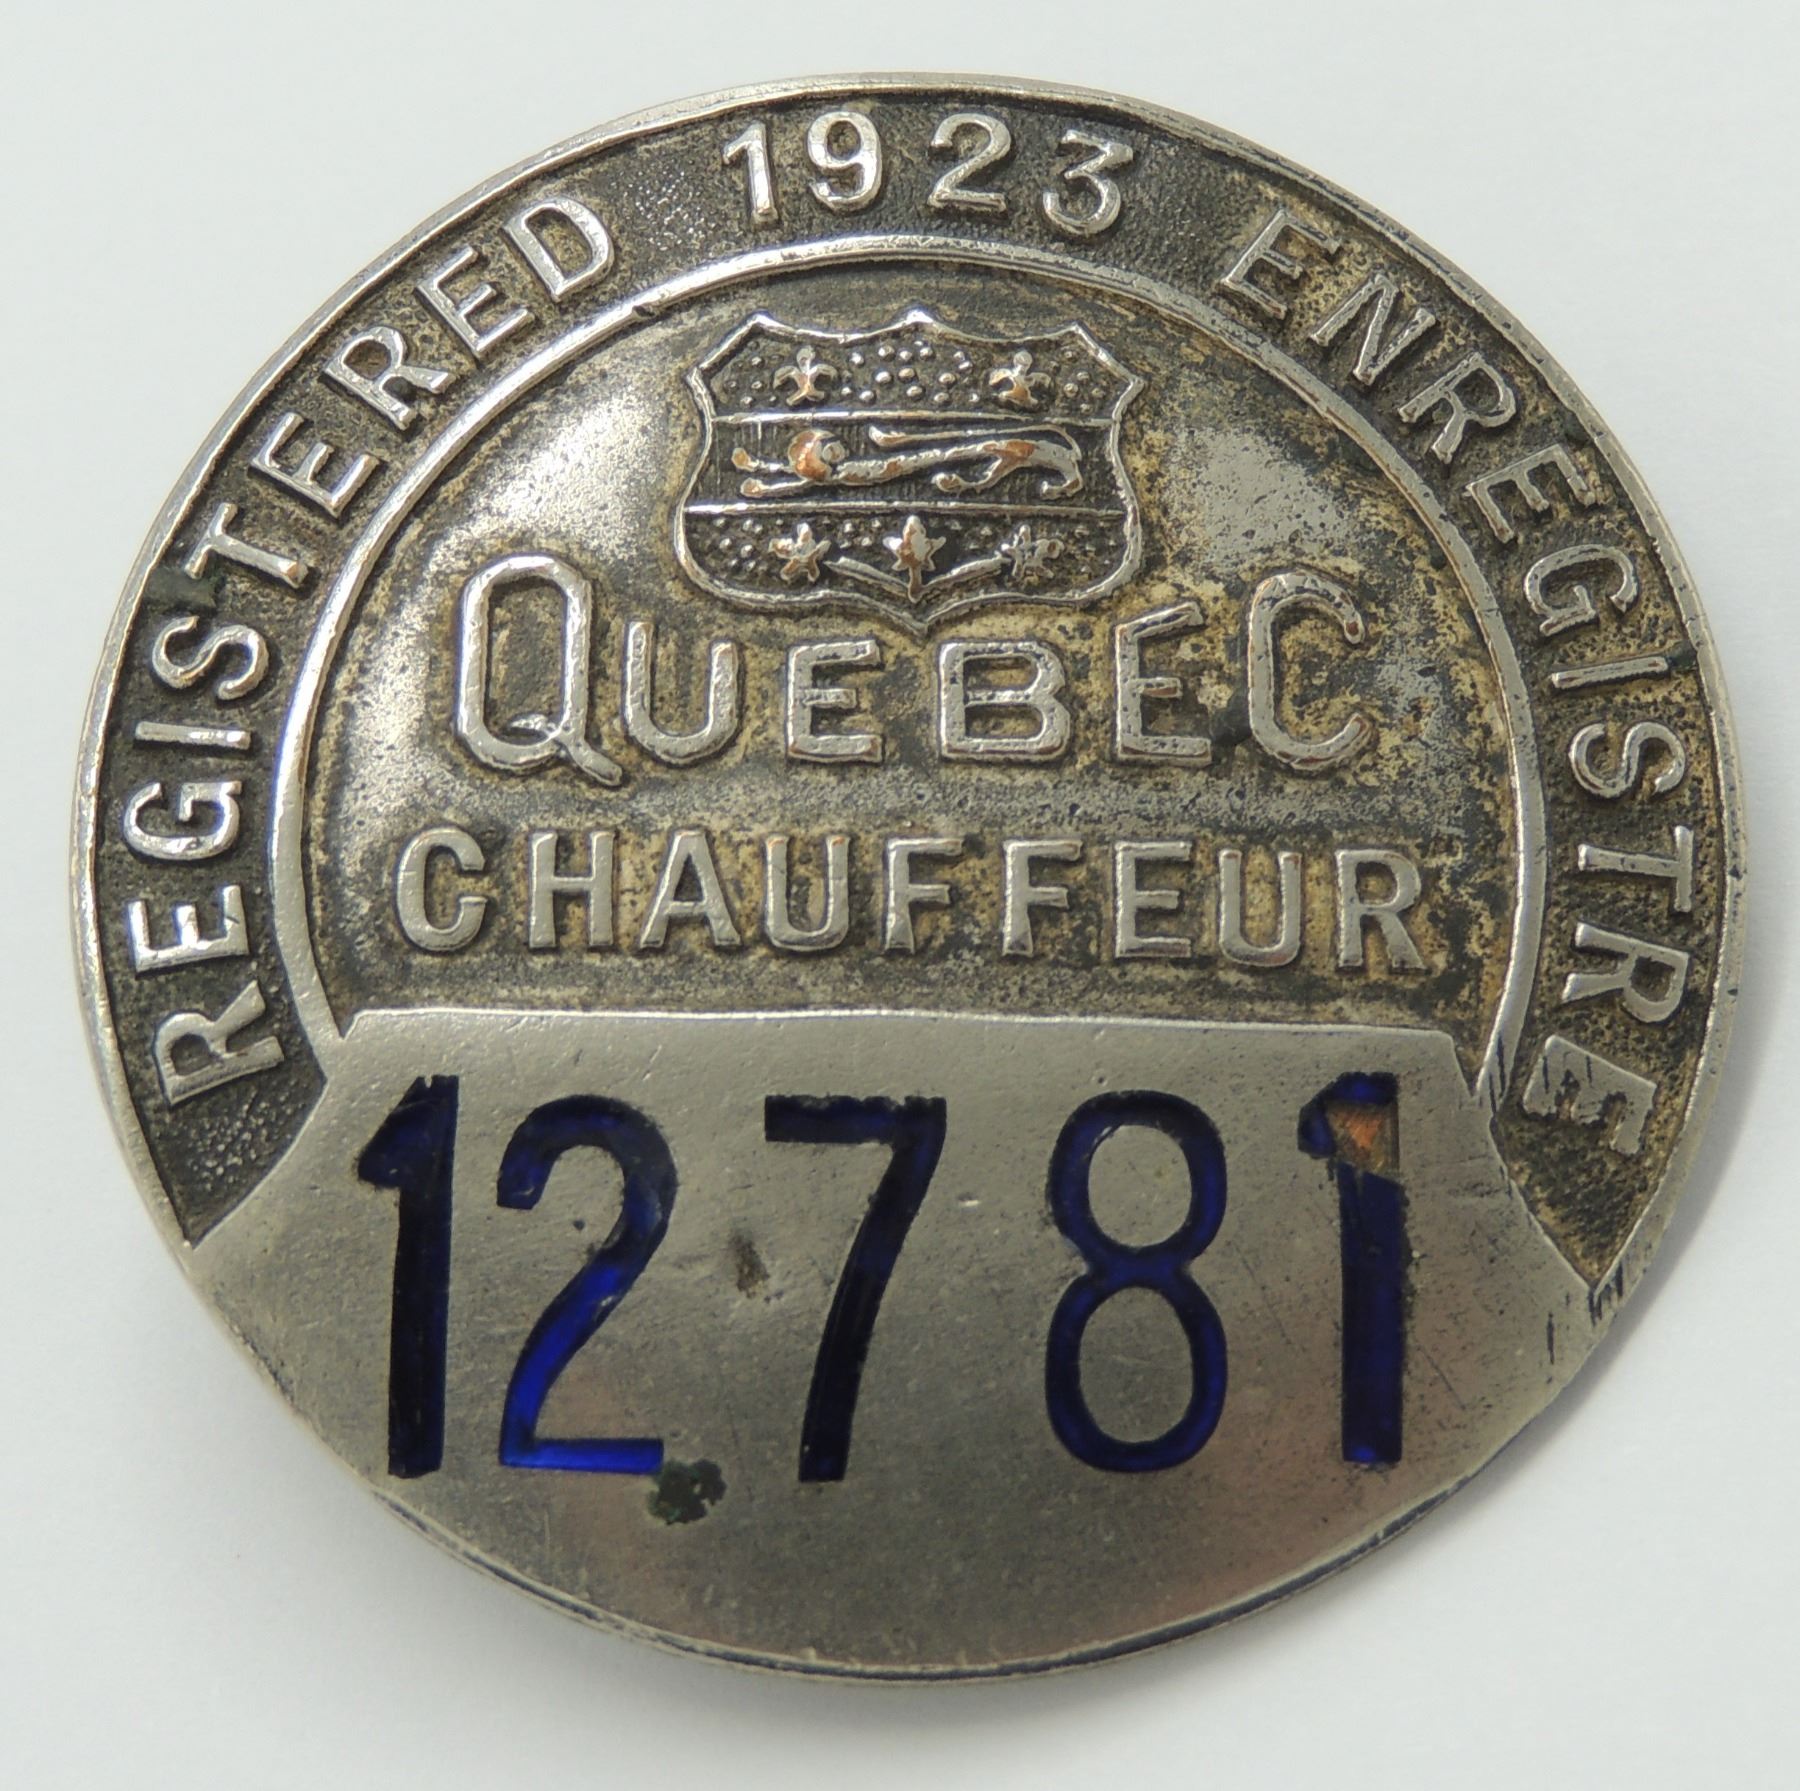 REGISTERED 1923 ENREGISTRE
QUEBEC
CHAUFFEUR
12781